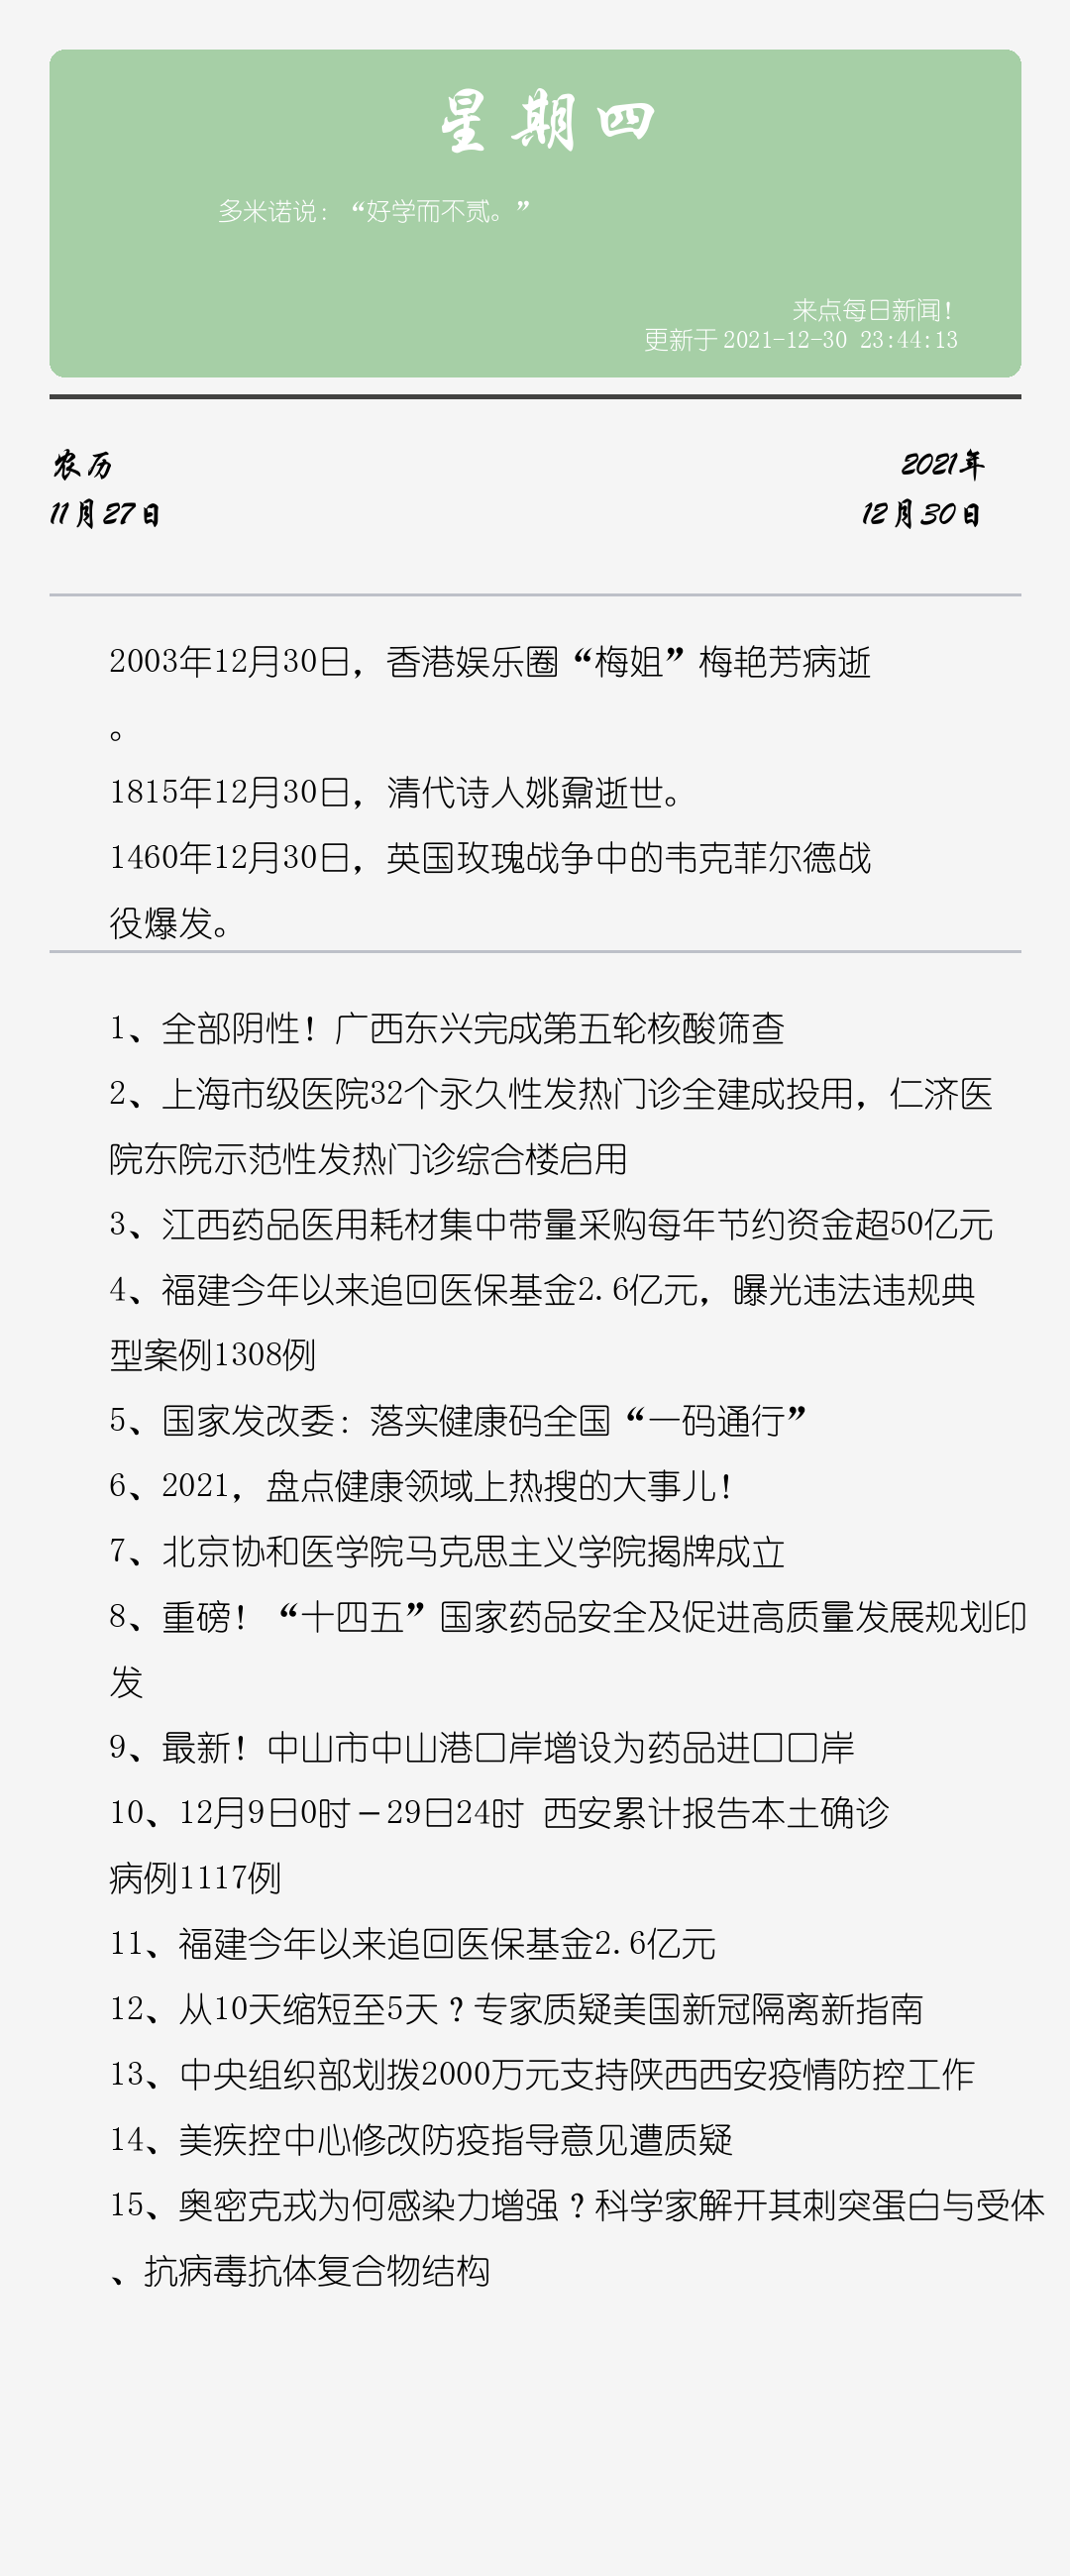 星期四
多米诺说：“好学而不贰。”
来点每日新闻！
更新于 2021-12-30 23:44:13
农历
2021年
11月27日
12月30日
2003年12月30日，香港娱乐圈“梅姐”梅艳芳病逝
。
1815年12月30日，清代诗人姚鼐逝世。
1460年12月30日，英国玫瑰战争中的韦克菲尔德战
役爆发。
1、全部阴性！广西东兴完成第五轮核酸筛查
2、上海市级医院32个永久性发热门诊全建成投用，仁济医
院东院示范性发热门诊综合楼启用
3、江西药品医用耗材集中带量采购每年节约资金超50亿元
4、福建今年以来追回医保基金2.6亿元，曝光违法违规典
型案例1308例
5、国家发改委：落实健康码全国“一码通行”
6、2021，盘点健康领域上热搜的大事儿！
7、北京协和医学院马克思主义学院揭牌成立
8、重磅！“十四五”国家药品安全及促进高质量发展规划印
发
9、最新！中山市中山港口岸增设为药品进口口岸
10、12月9日0时－29日24时 西安累计报告本土确诊
病例1117例
11、福建今年以来追回医保基金2.6亿元
12、从10天缩短至5天？专家质疑美国新冠隔离新指南
13、中央组织部划拨2000万元支持陕西西安疫情防控工作
14、美疾控中心修改防疫指导意见遭质疑
15、奥密克戎为何感染力增强？科学家解开其刺突蛋白与受体
、抗病毒抗体复合物结构